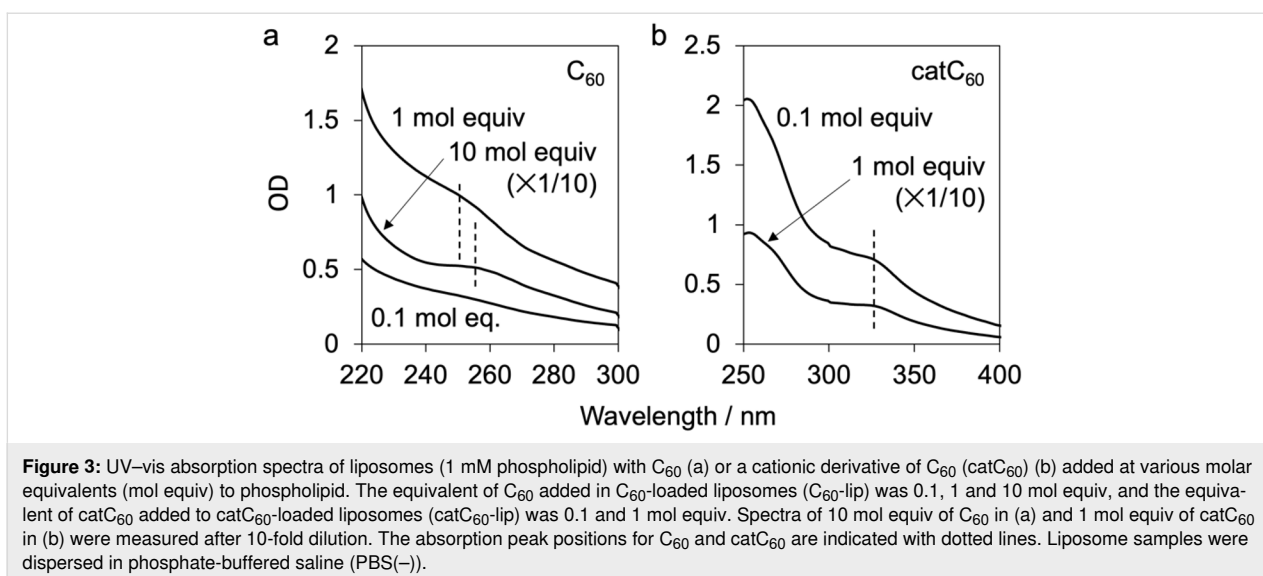 a
2
1.5
1
0.5
0
OD
C₆₀
1 mol equiv
10 mol equiv
(×1/10)
0.1 mol eq.
220 240 260 280 300
b
2.5
2
1.5
1
0.5
0
catC₆₀
0.1 mol equiv
1 mol equiv
(×1/10)
250 300 350 400
Wavelength / nm
Figure 3: UV–vis absorption spectra of liposomes (1 mM phospholipid) with C₆₀ (a) or a cationic derivative of C₆₀ (catC₆₀) (b) added at various molar
equivalents (mol equiv) to phospholipid. The equivalent of C₆₀ added in C₆₀-loaded liposomes (C₆₀-lip) was 0.1, 1 and 10 mol equiv, and the equiva-
lent of catC₆₀ added to catC₆₀-loaded liposomes (catC₆₀-lip) was 0.1 and 1 mol equiv. Spectra of 10 mol equiv of C₆₀ in (a) and 1 mol equiv of catC₆₀
in (b) were measured after 10-fold dilution. The absorption peak positions for C₆₀ and catC₆₀ are indicated with dotted lines. Liposome samples were
dispersed in phosphate-buffered saline (PBS(–)).